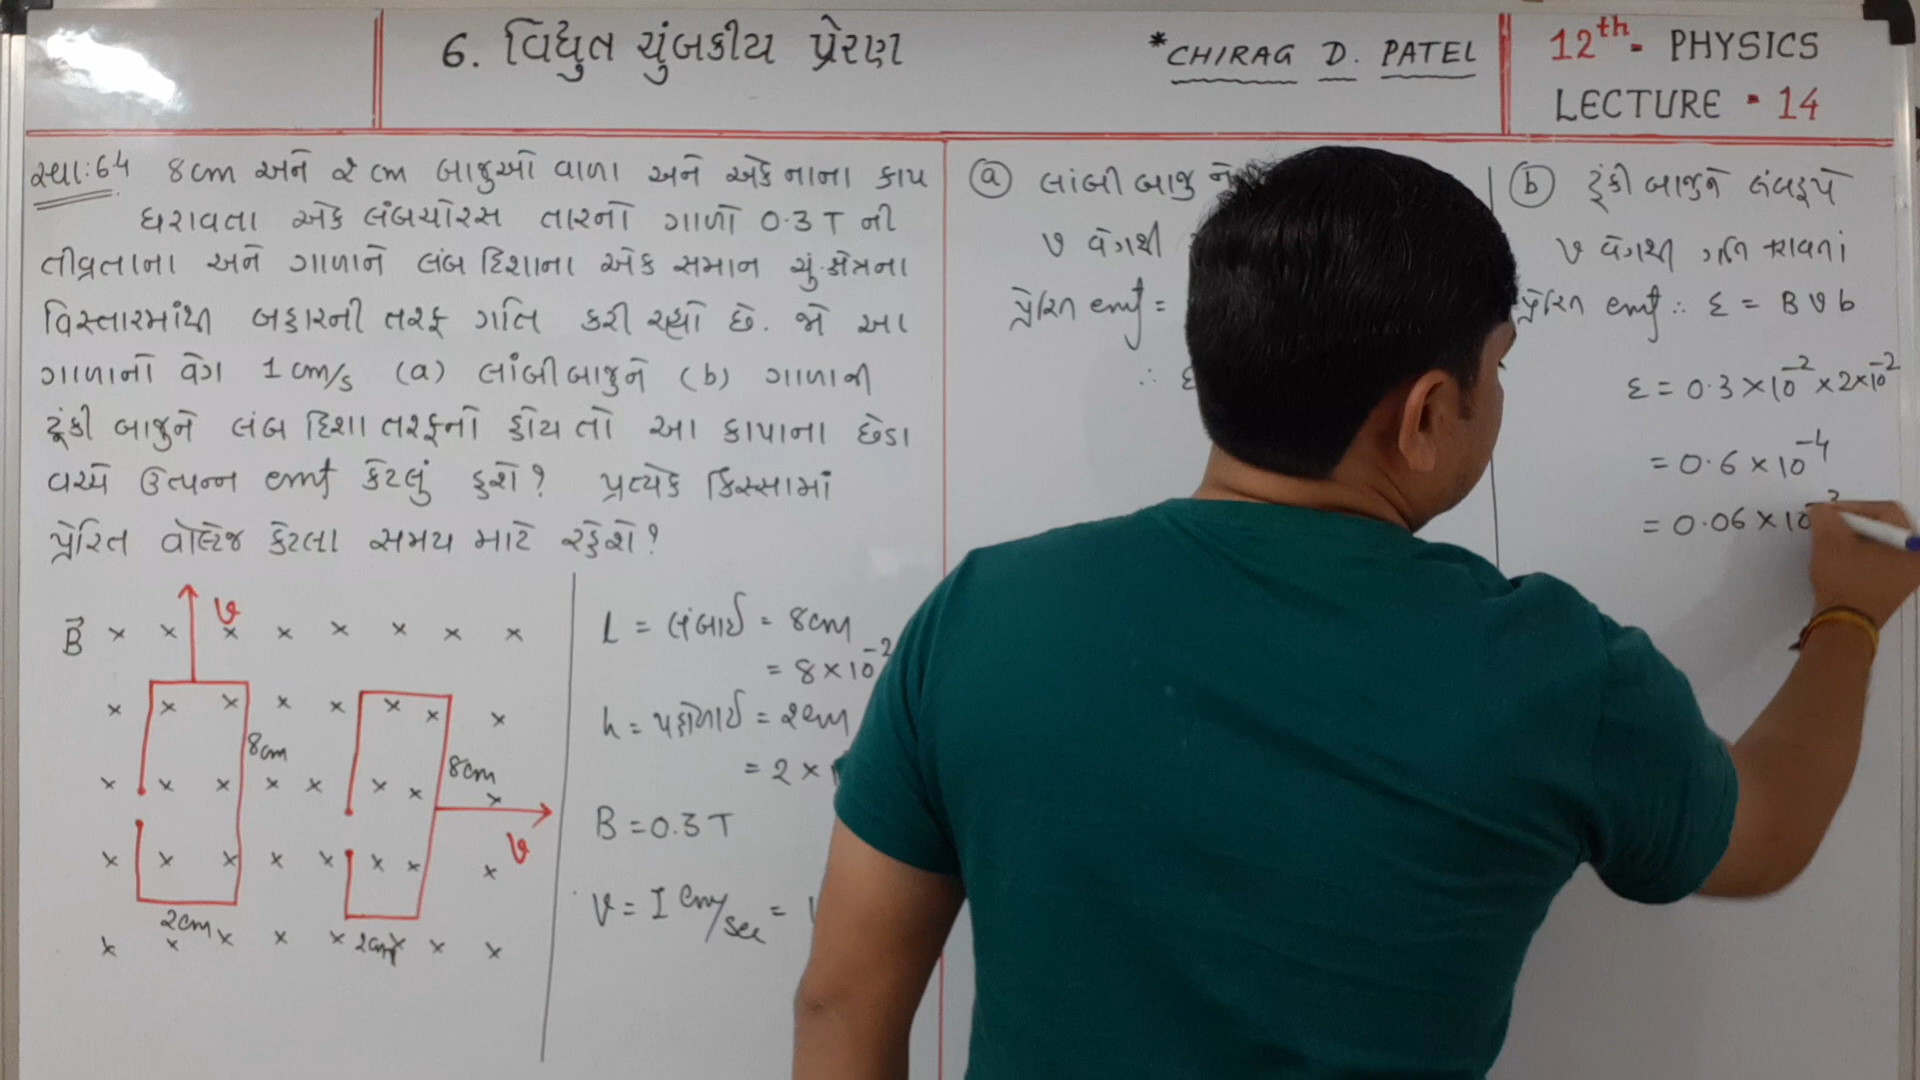 6. વિદ્યુત ચુંબકીય પ્રેરણ
*CHIRAG D. PATEL
12th- PHYSICS
LECTURE - 14
સ્વા:64 8cm અને ૨ cm બાજુઓ વાળા અને એક નાના કાપ
ધરાવતા એક લંબચોરસ તારનો ગાળો 0.3 T ની
તીવ્રતાના અને ગાળાને લંબ દિશાના એક સમાન ચું.ક્ષેત્રના
વિસ્તારમાંથી બહારની તરફ ગતિ કરી રહ્યો છે. જો આ
ગાળાનો વેગ 1 cm/s (a) લાંબી બાજુને (b) ગાળાની
ટૂંકી બાજુને લંબ દિશા તરફનો હોય તો આ કાપાના છેડા
વચ્ચે ઉત્પન્ન emf કેટલું હશે? પ્રત્યેક કિસ્સામાં
પ્રેરિત વોલ્ટેજ કેટલા સમય માટે રહેશે?
B
v
8cm
2cm
8cm
v
2cm
l = લંબાઈ = 8cm
= 8 × 10-2
h = પહોળાઈ = 2cm
= 2 ×
B = 0.3 T
V = 1 cm/sec =
(a) લાંબી બાજુ ને
v વેગથી
પ્રેરિત emf =
∴ ε
(b) ટૂંકી બાજુને લંબરૂપે
v વેગથી ગતિ કરાવતાં
પ્રેરિત emf ∴ ε = B v b
ε = 0.3 × 10-2 × 2 × 10-2
= 0.6 × 10-4
= 0.06 × 10